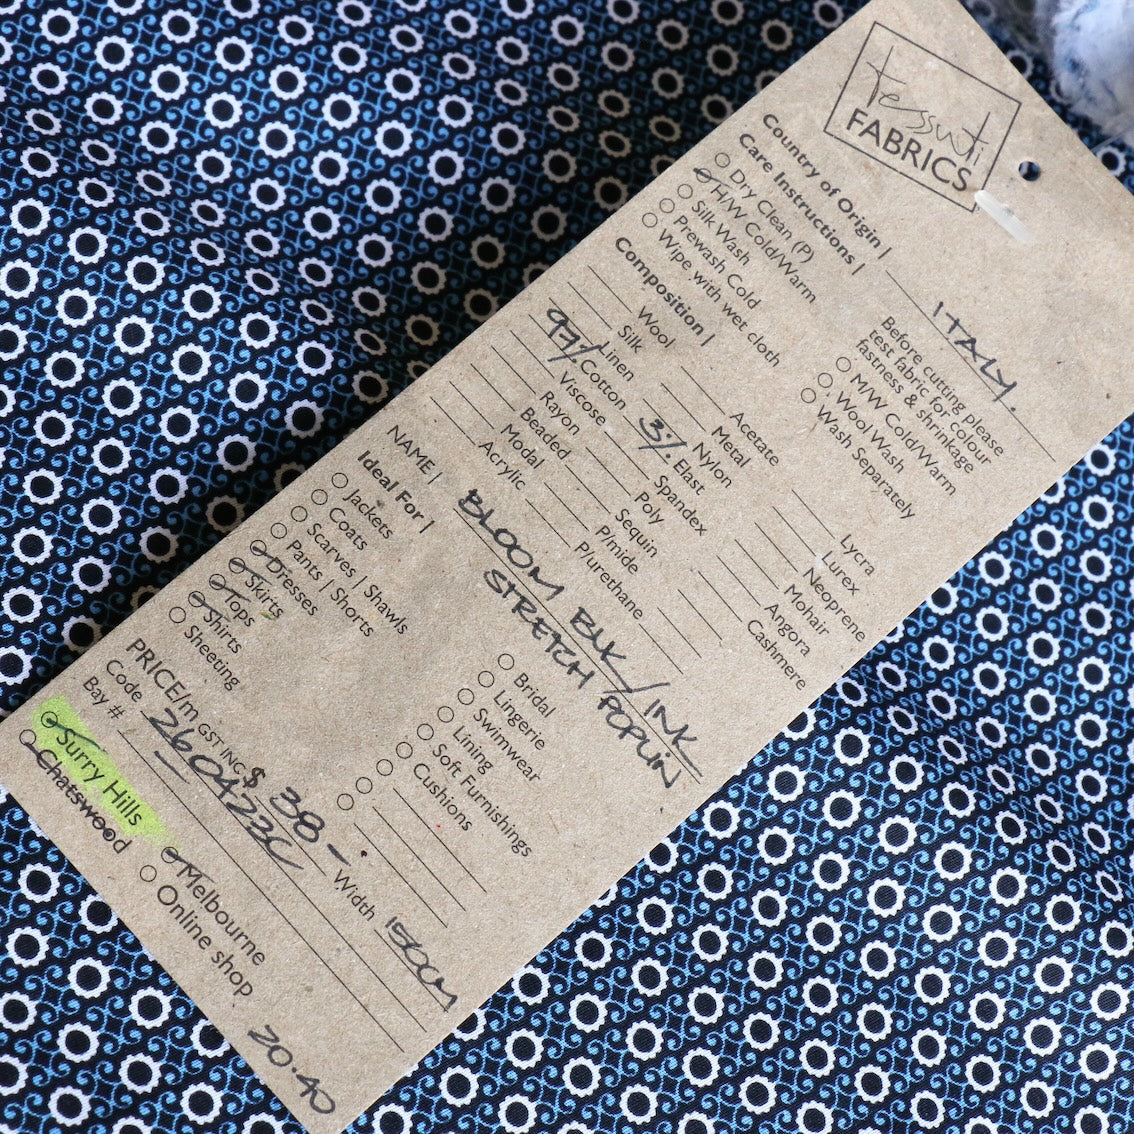 tessuti
FABRICS
Country of Origin | ITALY.
Care Instructions |
Dry Clean (P)
H/W Cold/Warm
Silk Wash
Prewash Cold
Wipe with wet cloth
Before cutting please
test fabric for colour
fastness & shrinkage
M/W Cold/Warm
Wool Wash
Wash Separately
Composition |
Wool
Silk
Linen
97% Cotton
Viscose
Rayon
Beaded
Modal
Acrylic
Acetate
Metal
Nylon
3% Elast
Spandex
Poly
Sequin
P/mide
P/urethane
Lycra
Lurex
Neoprene
Mohair
Angora
Cashmere
NAME | BLOOM BLK/INK
STRETCH POPLIN
Ideal For |
Jackets
Coats
Scarves | Shawls
Pants | Shorts
Dresses
Skirts
Tops
Shirts
Sheeting
Bridal
Lingerie
Swimwear
Lining
Soft Furnishings
Cushions
PRICE/m GST INC $38- Width 150CM
Code 260423C
Bay #
Surry Hills
Chatswood
Melbourne
Online shop
20.40